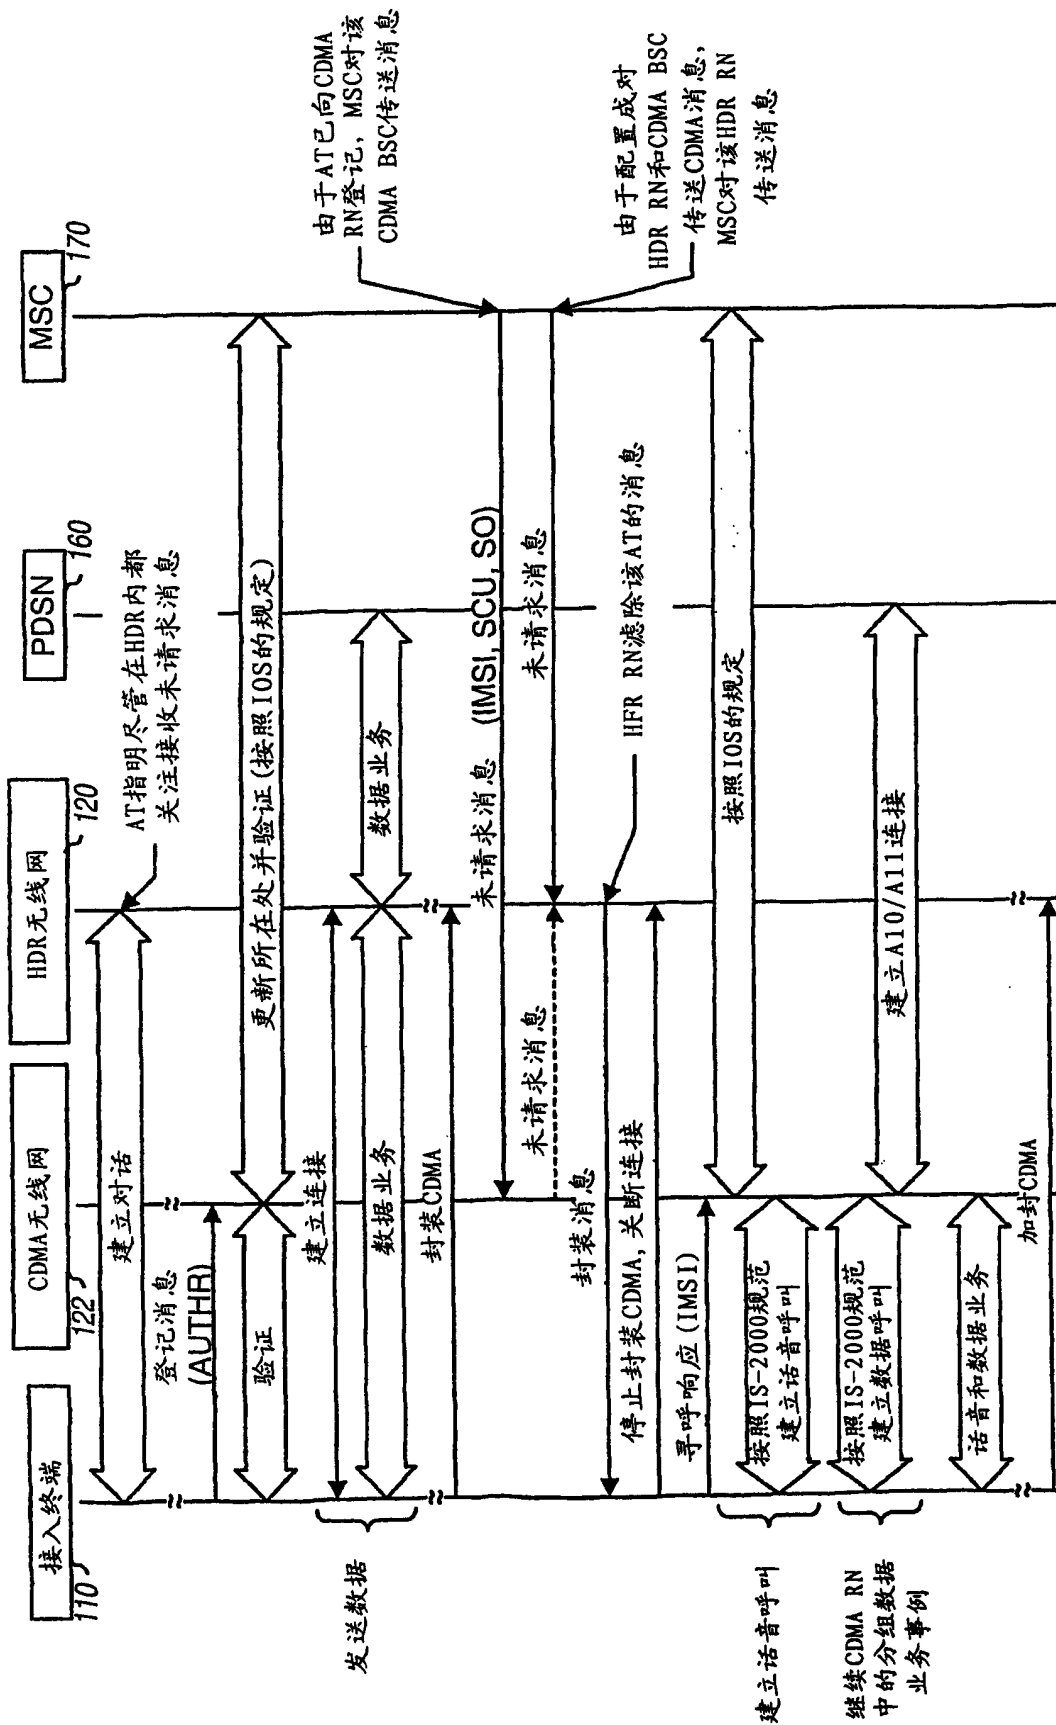 接入终端
110
CDMA无线网
122
HDR无线网
120
PDSN
160
MSC
170
建立对话
AT指明尽管在HDR内都
关注接收未请求消息
登记消息
(AUTHR)
验证
更新所在处并验证(按照IOS的规定)
发送数据
建立连接
数据业务
数据业务
封装CDMA
由于AT已向CDMA
RN登记，MSC对该
CDMA BSC传送消息
未请求消息 (IMSI, SCU, SO)
未请求消息
未请求消息
由于配置成对
HDR RN和CDMA BSC
传送CDMA消息，
MSC对该HDR RN
传送消息
封装消息
HFR RN滤除该AT的消息
停止封装CDMA,关断连接
寻呼响应(IMSI)
建立话音呼叫
按照IS-2000规范
建立话音呼叫
按照IOS的规定
继续CDMA RN
中的分组数据
业务事例
按照IS-2000规范
建立数据呼叫
建立A10/A11连接
话音和数据业务
加封CDMA